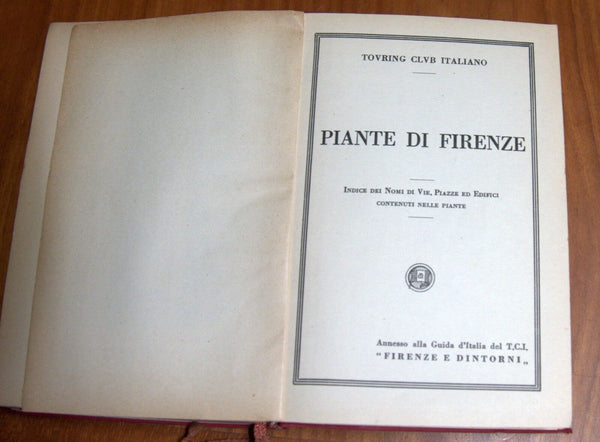 TOVRING CLVB ITALIANO
PIANTE DI FIRENZE
INDICE DEI NOMI DI VIE, PIAZZE ED EDIFICI
CONTENUTI NELLE PIANTE
Annesso alla Guida d'Italia del T.C.I.
"FIRENZE E DINTORNI„